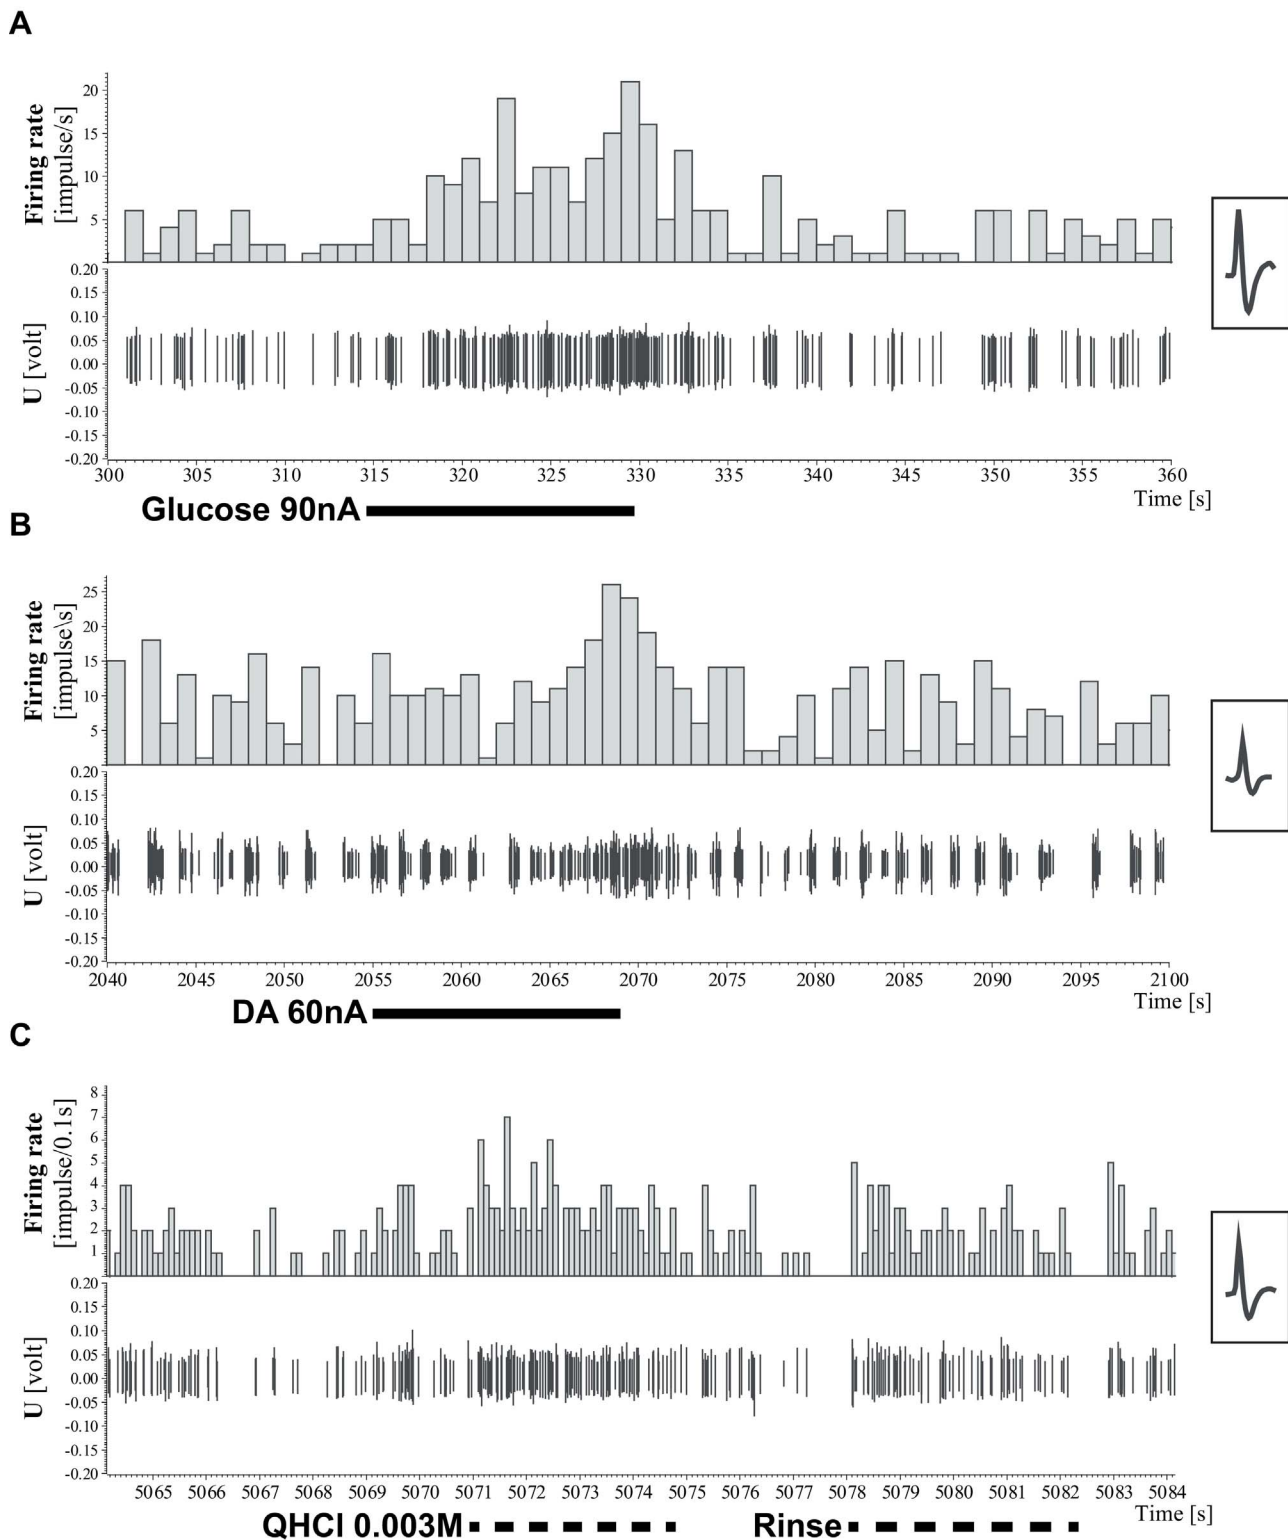 A
Firing rate
[impulse/s]
20
15
10
5
0.20
0.15
0.10
0.05
0.00
-0.05
-0.10
-0.15
-0.20
U [volt]
300 305 310 315 320 325 330 335 340 345 350 355 360
Time [s]
Glucose 90nA
B
Firing rate
[impulse\s]
25
20
15
10
5
0.20
0.15
0.10
0.05
0.00
-0.05
-0.10
-0.15
-0.20
U [volt]
2040 2045 2050 2055 2060 2065 2070 2075 2080 2085 2090 2095 2100
Time [s]
DA 60nA
C
Firing rate
[impulse/0.1s]
8
7
6
5
4
3
2
1
0.20
0.15
0.10
0.05
0.00
-0.05
-0.10
-0.15
-0.20
U [volt]
5065 5066 5067 5068 5069 5070 5071 5072 5073 5074 5075 5076 5077 5078 5079 5080 5081 5082 5083 5084
Time [s]
QHCl 0.003M Rinse